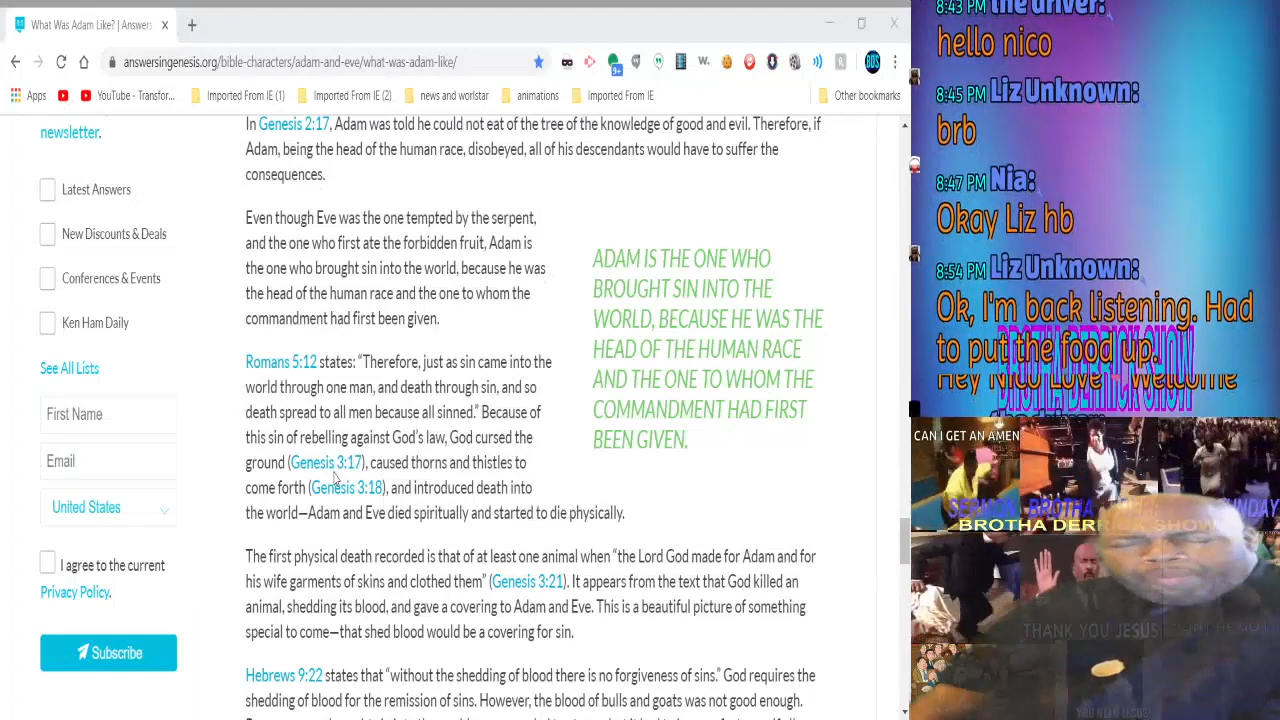 What Was Adam Like? | Answers
answersingenesis.org/bible-characters/adam-and-eve/what-was-adam-like/
9+
W.
BDS
Apps
YouTube - Transfor...
Imported From IE (1)
Imported From IE (2)
news and worlstar
animations
Imported From IE
Other bookmarks
newsletter.
Latest Answers
New Discounts & Deals
Conferences & Events
Ken Ham Daily
See All Lists
First Name
Email
United States
I agree to the current
Privacy Policy.
Subscribe
In Genesis 2:17, Adam was told he could not eat of the tree of the knowledge of good and evil. Therefore, if
Adam, being the head of the human race, disobeyed, all of his descendants would have to suffer the
consequences.
Even though Eve was the one tempted by the serpent,
and the one who first ate the forbidden fruit, Adam is
the one who brought sin into the world, because he was
the head of the human race and the one to whom the
commandment had first been given.
ADAM IS THE ONE WHO
BROUGHT SIN INTO THE
WORLD, BECAUSE HE WAS THE
HEAD OF THE HUMAN RACE
AND THE ONE TO WHOM THE
COMMANDMENT HAD FIRST
BEEN GIVEN.
Romans 5:12 states: “Therefore, just as sin came into the
world through one man, and death through sin, and so
death spread to all men because all sinned.” Because of
this sin of rebelling against God’s law, God cursed the
ground (Genesis 3:17), caused thorns and thistles to
come forth (Genesis 3:18), and introduced death into
the world—Adam and Eve died spiritually and started to die physically.
The first physical death recorded is that of at least one animal when “the Lord God made for Adam and for
his wife garments of skins and clothed them” (Genesis 3:21). It appears from the text that God killed an
animal, shedding its blood, and gave a covering to Adam and Eve. This is a beautiful picture of something
special to come—that shed blood would be a covering for sin.
Hebrews 9:22 states that “without the shedding of blood there is no forgiveness of sins.” God requires the
shedding of blood for the remission of sins. However, the blood of bulls and goats was not good enough.
8:43 PM the driver:
hello nico
8:45 PM Liz Unknown:
brb
8:47 PM Nia:
Okay Liz hb
8:54 PM Liz Unknown:
Ok, I'm back listening. Had
to put the food up.
BROTHA DERRICK SHOW
Hey Nico Love Welcome
CAN I GET AN AMEN
SERMON BROTHA
BROTHA DERRICK SHOW
THANK YOU JESUS